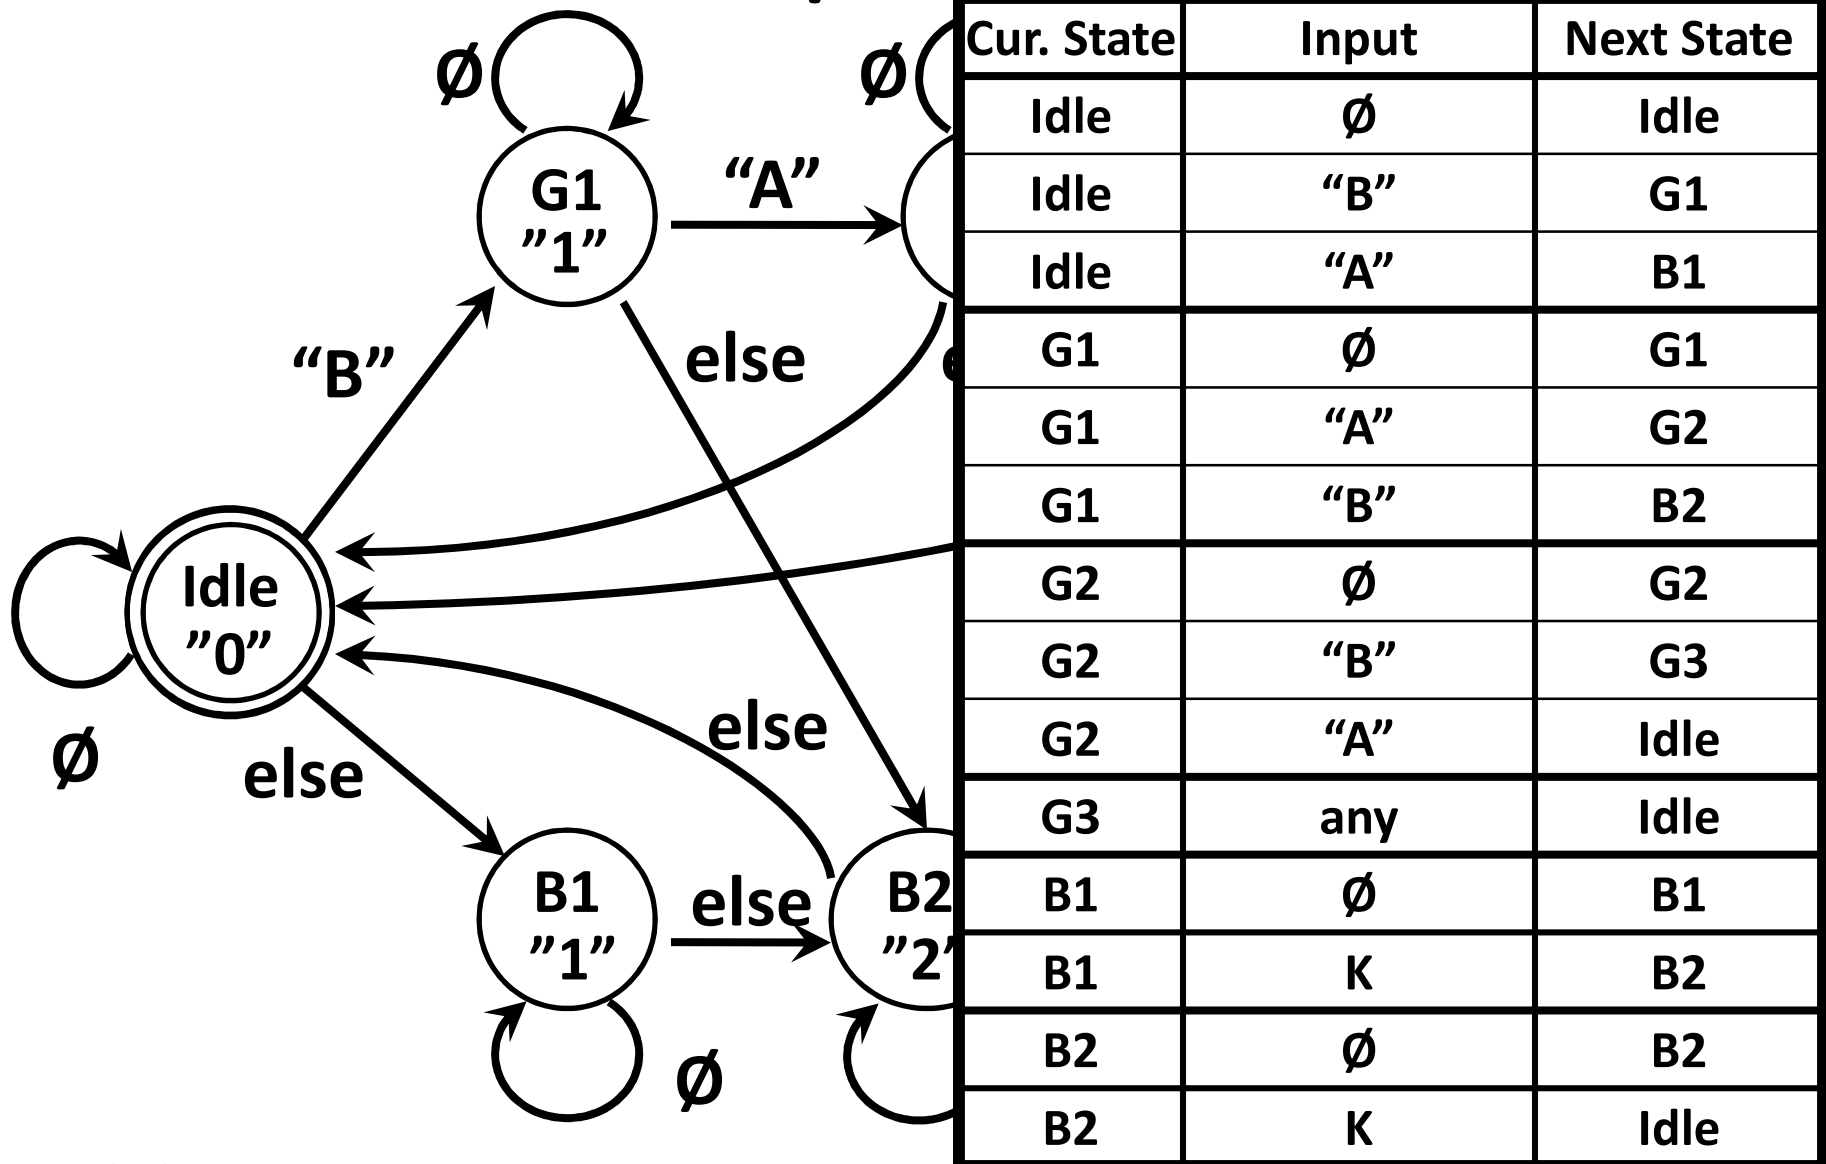 Ø
Ø
G1
”1”
“A”
“B”
else
Idle
”0”
Ø
else
else
B1
”1”
else
B2
”2”
Ø
Cur. State Input Next State
Idle Ø Idle
Idle “B” G1
Idle “A” B1
G1 Ø G1
G1 “A” G2
G1 “B” B2
G2 Ø G2
G2 “B” G3
G2 “A” Idle
G3 any Idle
B1 Ø B1
B1 K B2
B2 Ø B2
B2 K Idle